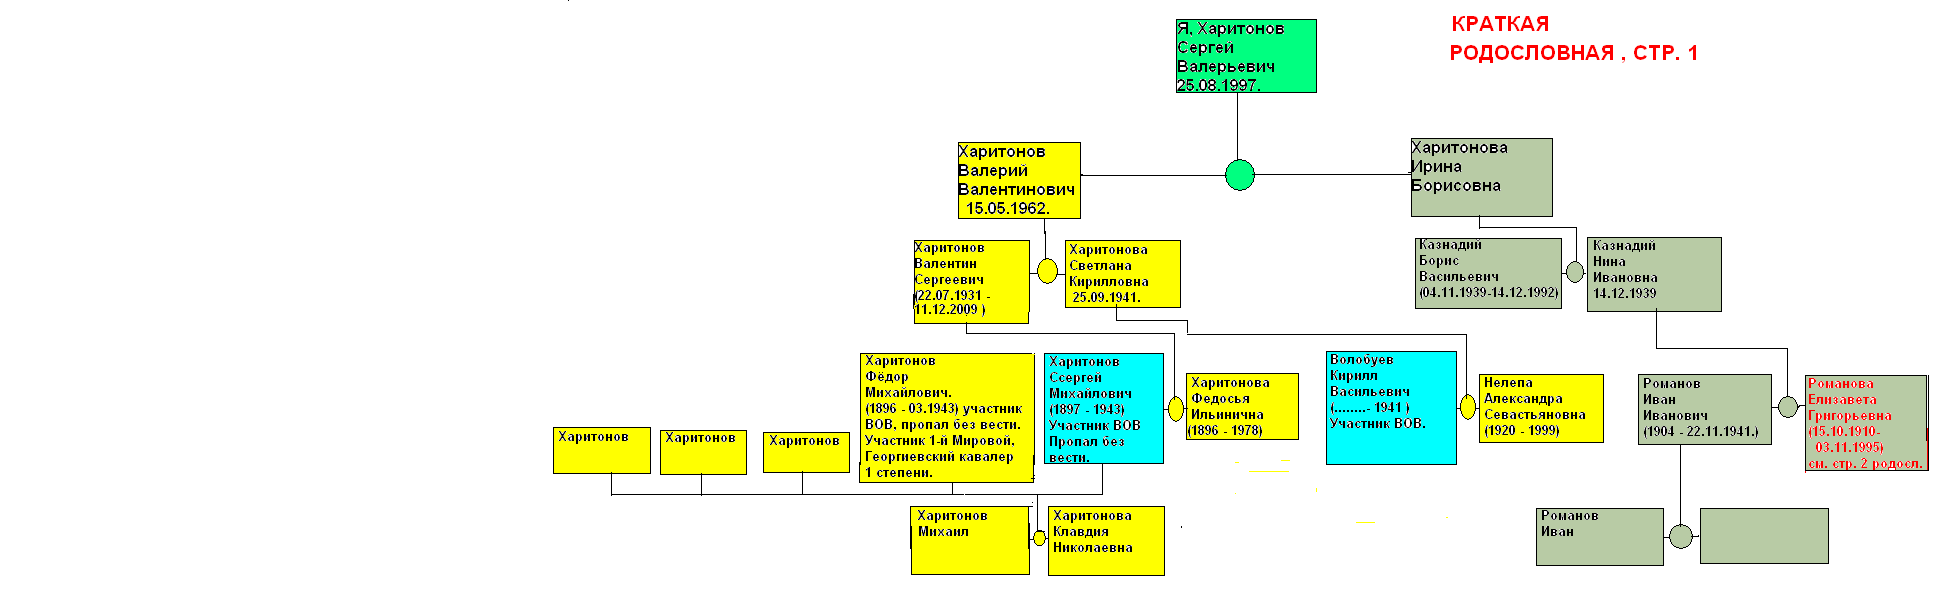 КРАТКАЯ
РОДОСЛОВНАЯ , СТР. 1
Я, Харитонов
Сергей
Валерьевич
25.08.1997.
Харитонов
Валерий
Валентинович
15.05.1962.
Харитонова
Ирина
Борисовна
Харитонов
Валентин
Сергеевич
(22.07.1931 -
11.12.2009 )
Харитонова
Светлана
Кирилловна
25.09.1941.
Казнадий
Борис
Васильевич
(04.11.1939-14.12.1992)
Казнадий
Нина
Ивановна
14.12.1939
Харитонов
Харитонов
Харитонов
Харитонов
Фёдор
Михайлович.
(1896 - 03.1943) участник
ВОВ, пропал без вести.
Участник 1-й Мировой,
Георгиевский кавалер
1 степени.
Харитонов
Ссергей
Михайлович
(1897 - 1943)
Участник ВОВ
Пропал без
вести.
Харитонова
Федосья
Ильинична
(1896 - 1978)
Волобуев
Кирилл
Васильевич
(........- 1941 )
Участник ВОВ.
Нелепа
Александра
Севастьяновна
(1920 - 1999)
Романов
Иван
Иванович
(1904 - 22.11.1941.)
Романова
Елизавета
Григорьевна
(15.10.1910-
03.11.1995)
см. стр. 2 родосл.
Харитонов
Михаил
Харитонова
Клавдия
Николаевна
Романов
Иван